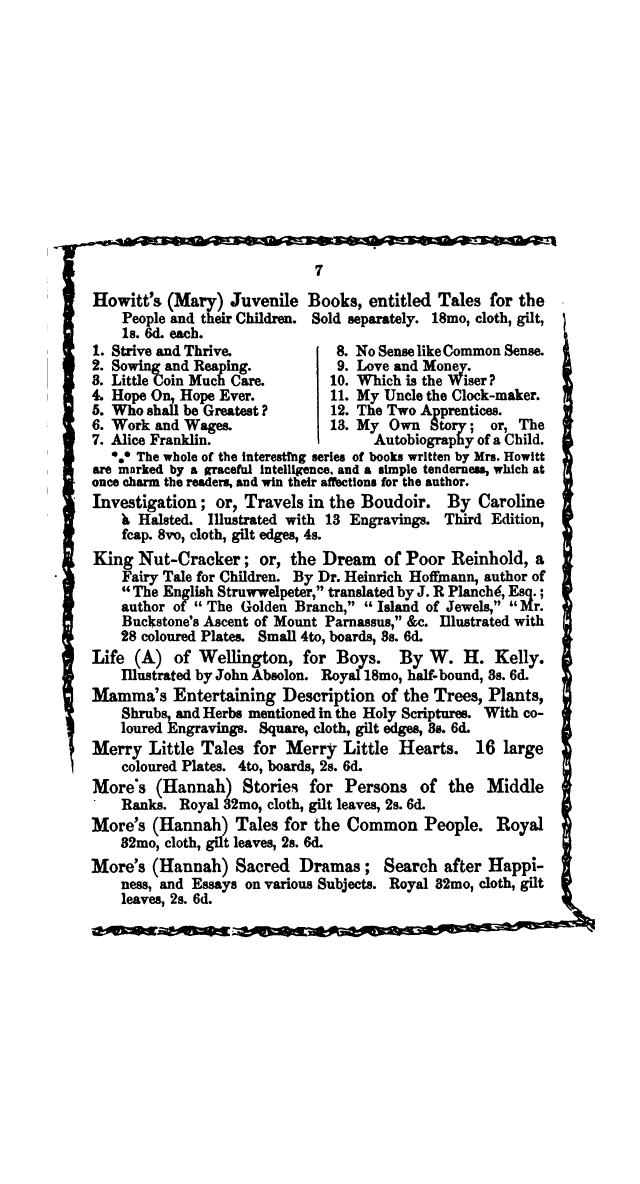 7
Howitt's (Mary) Juvenile Books, entitled Tales for the
People and their Children. Sold separately. 18mo, cloth, gilt,
1s. 6d. each.
1. Strive and Thrive.
2. Sowing and Reaping.
3. Little Coin Much Care.
4. Hope On, Hope Ever.
5. Who shall be Greatest?
6. Work and Wages.
7. Alice Franklin.
8. No Sense like Common Sense.
9. Love and Money.
10. Which is the Wiser?
11. My Uncle the Clock-maker.
12. The Two Apprentices.
13. My Own Story; or, The
Autobiography of a Child.
*** The whole of the interesting series of books written by Mrs. Howitt
are marked by a graceful intelligence, and a simple tenderness, which at
once charm the readers, and win their affections for the author.
Investigation; or, Travels in the Boudoir. By Caroline
à Halsted. Illustrated with 13 Engravings. Third Edition,
fcap. 8vo, cloth, gilt edges, 4s.
King Nut-Cracker; or, the Dream of Poor Reinhold, a
Fairy Tale for Children. By Dr. Heinrich Hoffmann, author of
"The English Struwwelpeter," translated by J. R Planché, Esq.;
author of "The Golden Branch," "Island of Jewels," "Mr.
Buckstone's Ascent of Mount Parnassus," &c. Illustrated with
28 coloured Plates. Small 4to, boards, 3s. 6d.
Life (A) of Wellington, for Boys. By W. H. Kelly.
Illustrated by John Absolon. Royal 18mo, half-bound, 3s. 6d.
Mamma's Entertaining Description of the Trees, Plants,
Shrubs, and Herbs mentioned in the Holy Scriptures. With co-
loured Engravings. Square, cloth, gilt edges, 3s. 6d.
Merry Little Tales for Merry Little Hearts. 16 large
coloured Plates. 4to, boards, 2s. 6d.
More's (Hannah) Stories for Persons of the Middle
Ranks. Royal 32mo, cloth, gilt leaves, 2s. 6d.
More's (Hannah) Tales for the Common People. Royal
32mo, cloth, gilt leaves, 2s. 6d.
More's (Hannah) Sacred Dramas; Search after Happi-
ness, and Essays on various Subjects. Royal 32mo, cloth, gilt
leaves, 2s. 6d.